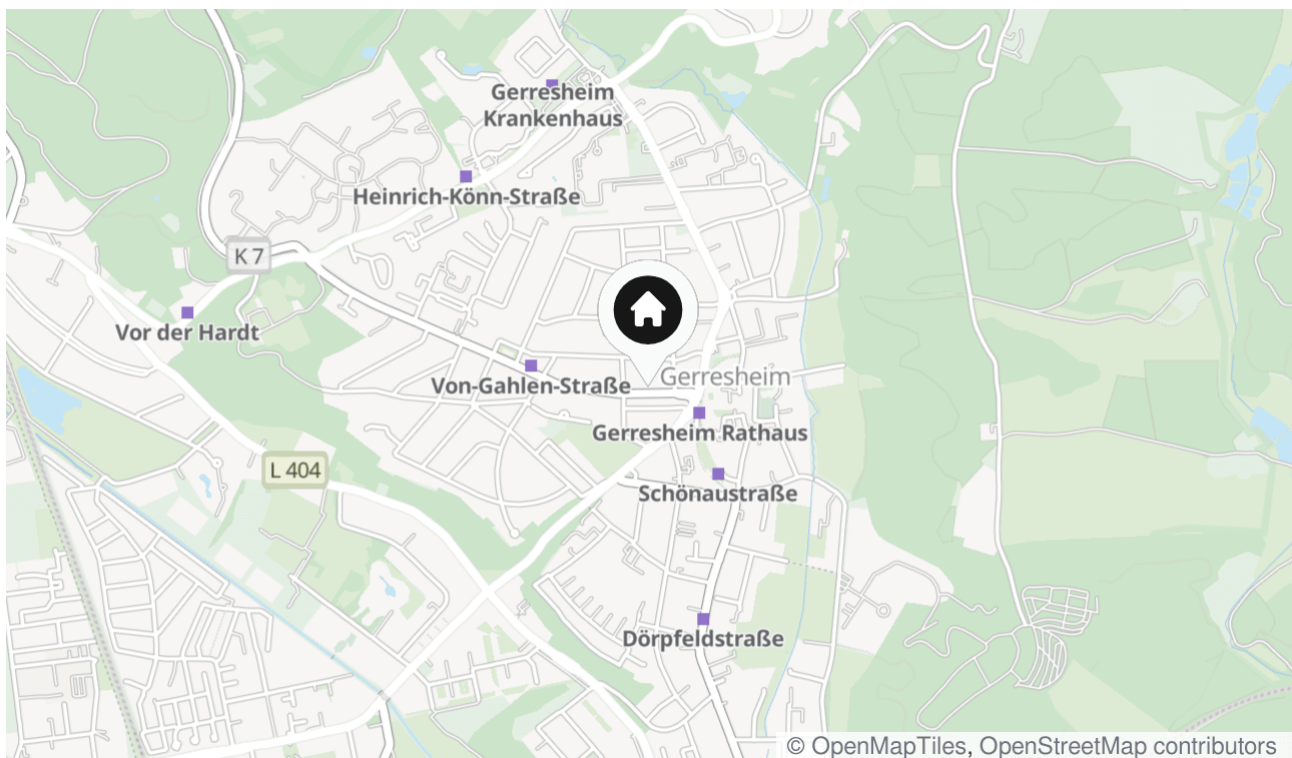 Gerresheim
Krankenhaus
Heinrich-Könn-Straße
K 7
Vor der Hardt
Von-Gahlen-Straße
Gerresheim
Gerresheim Rathaus
L 404
Schönaustraße
Dörpfeldstraße
© OpenMapTiles, OpenStreetMap contributors